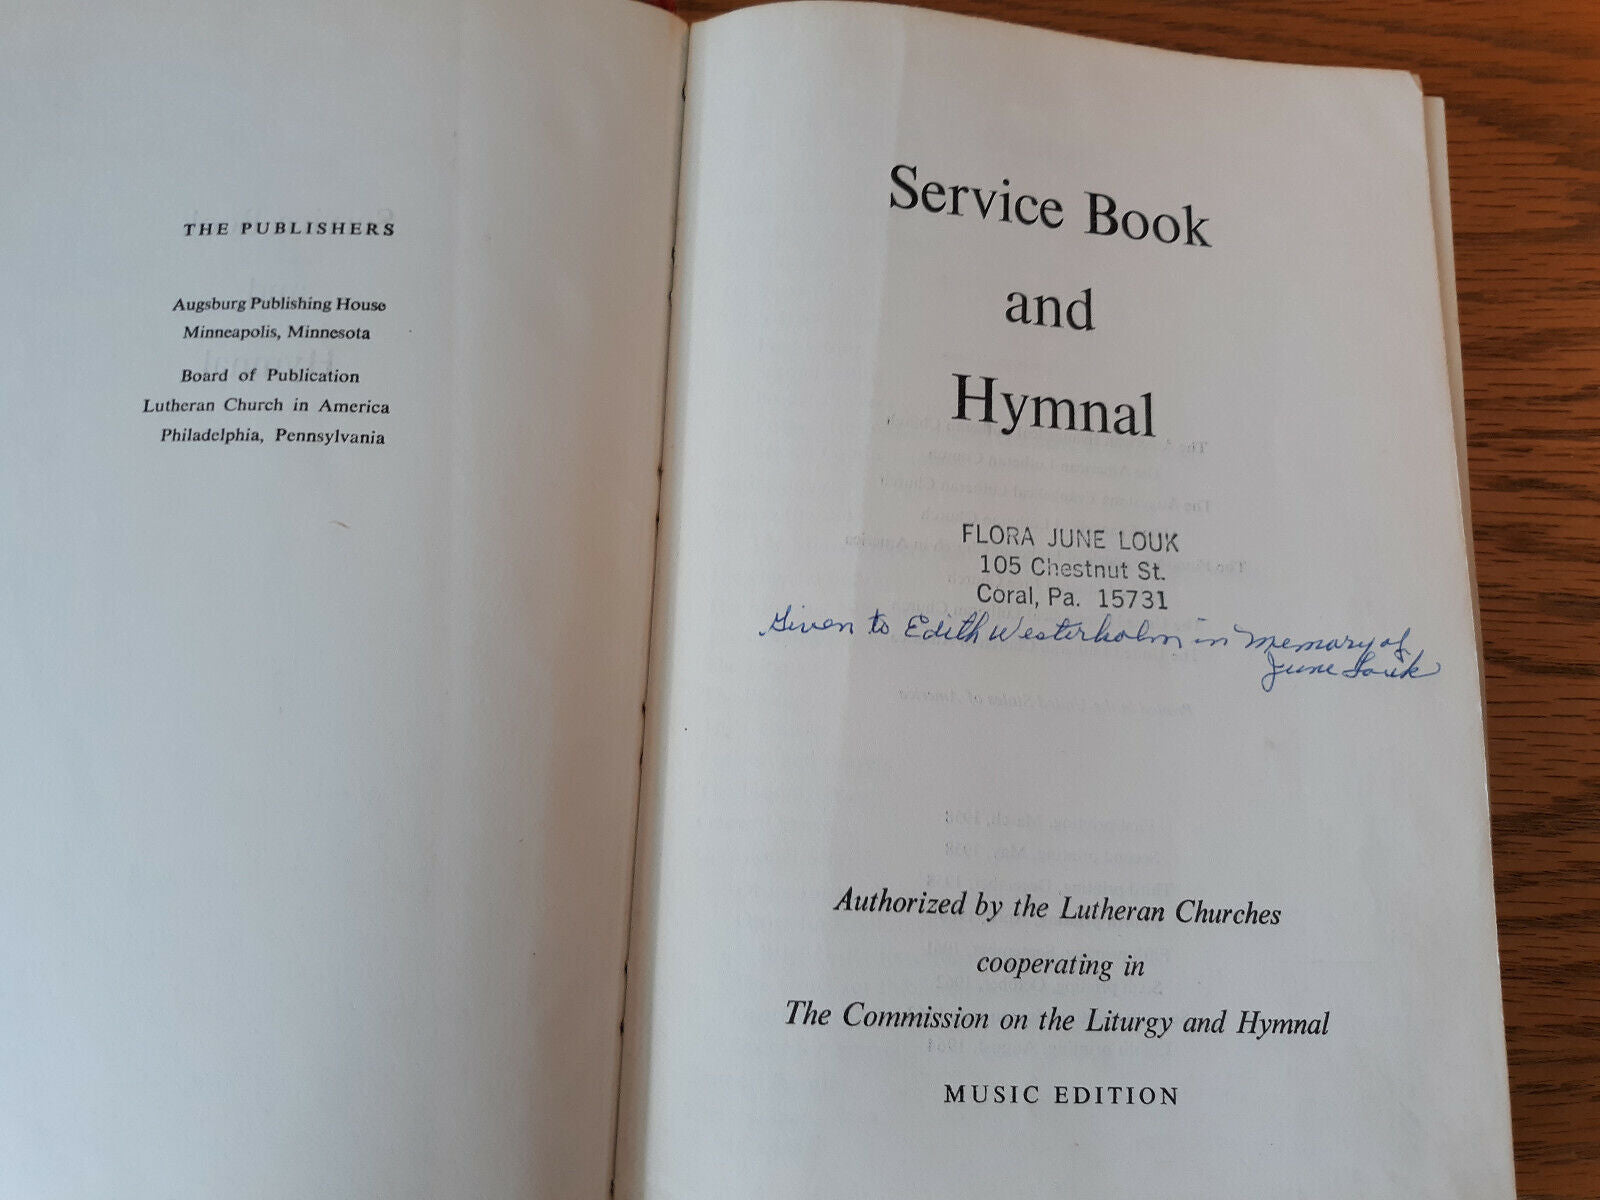 THE PUBLISHERS
Augsburg Publishing House
Minneapolis, Minnesota
Board of Publication
Lutheran Church in America
Philadelphia, Pennsylvania
Service Book
and
Hymnal
FLORA JUNE LOUK
105 Chestnut St.
Coral, Pa. 15731
Given to Edith Westerholm in Memory of
June Louk
Authorized by the Lutheran Churches
cooperating in
The Commission on the Liturgy and Hymnal
MUSIC EDITION